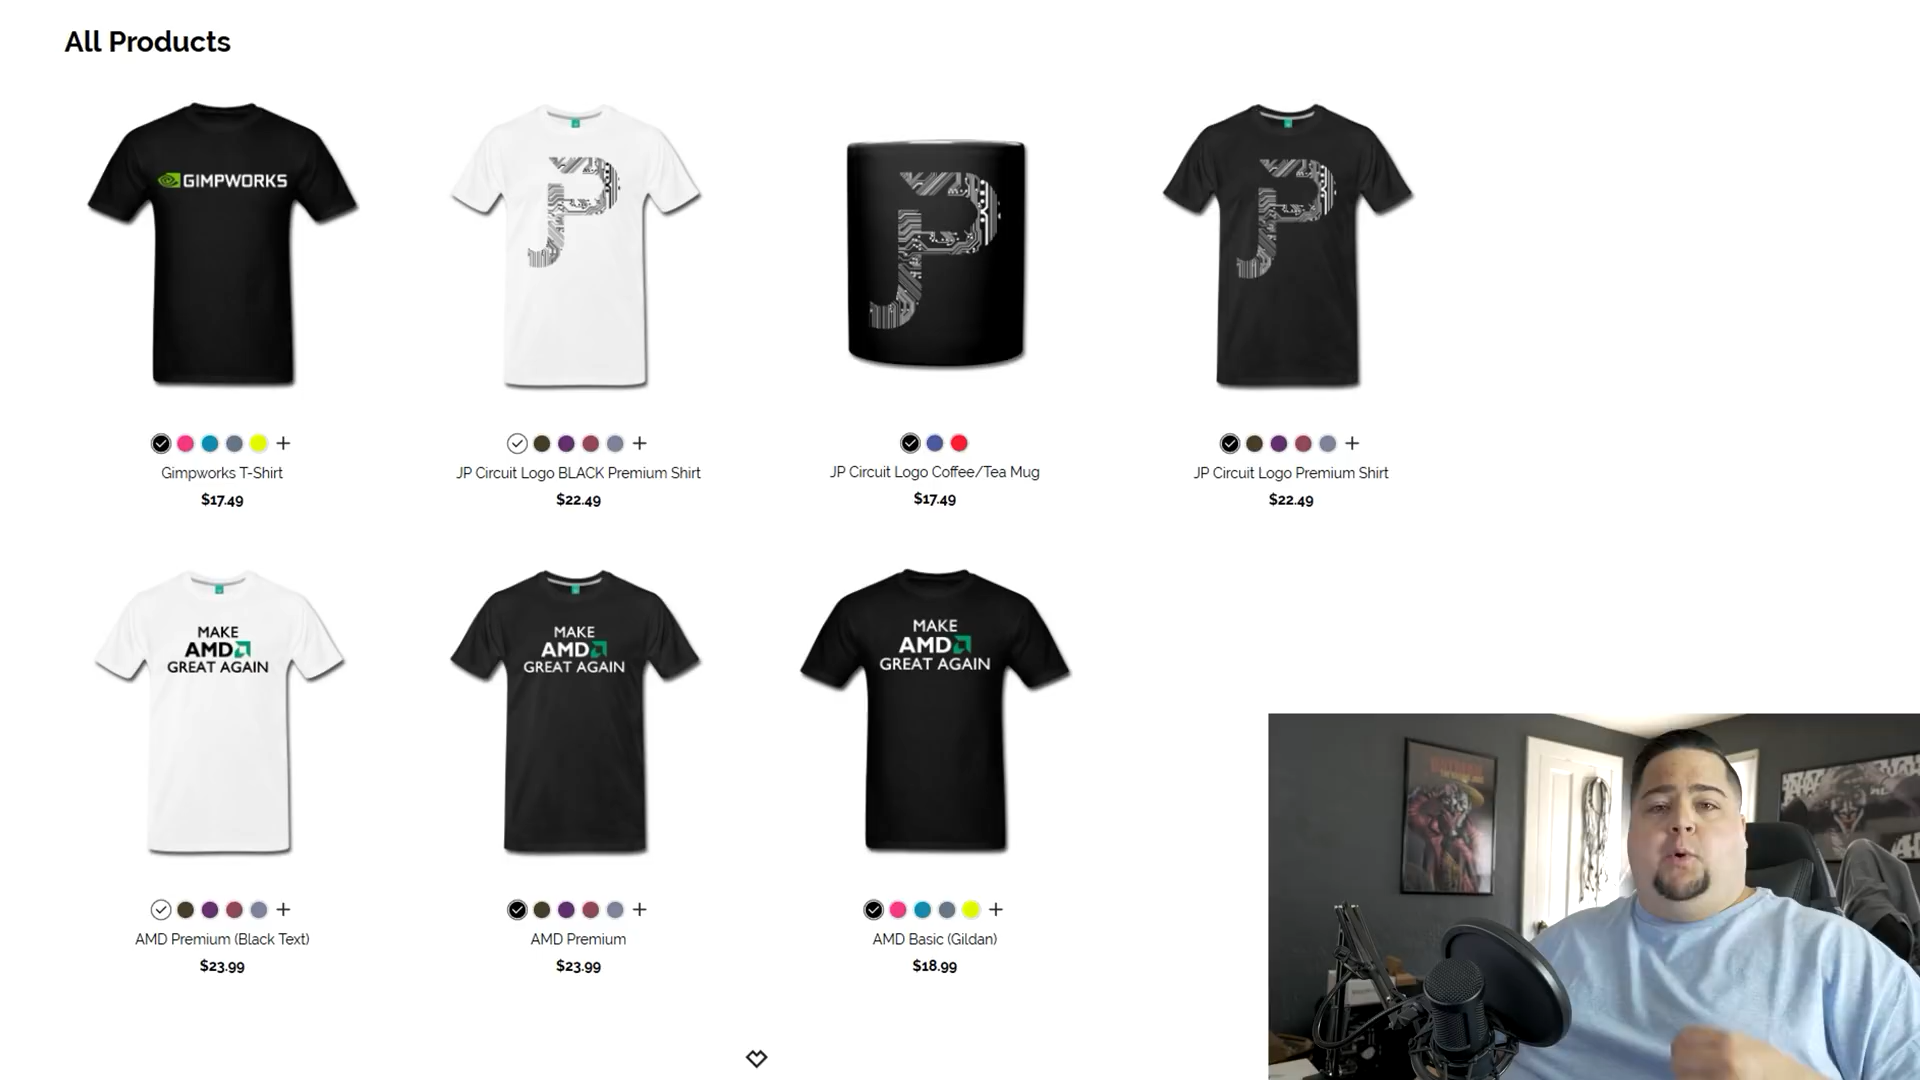 All Products
GIMPWORKS
JP
JP
JP
Gimpworks T-Shirt
$17.49
JP Circuit Logo BLACK Premium Shirt
$22.49
JP Circuit Logo Coffee/Tea Mug
$17.49
JP Circuit Logo Premium Shirt
$22.49
MAKE
AMD
GREAT AGAIN
MAKE
AMD
GREAT AGAIN
MAKE
AMD
GREAT AGAIN
AMD Premium (Black Text)
$23.99
AMD Premium
$23.99
AMD Basic (Gildan)
$18.99